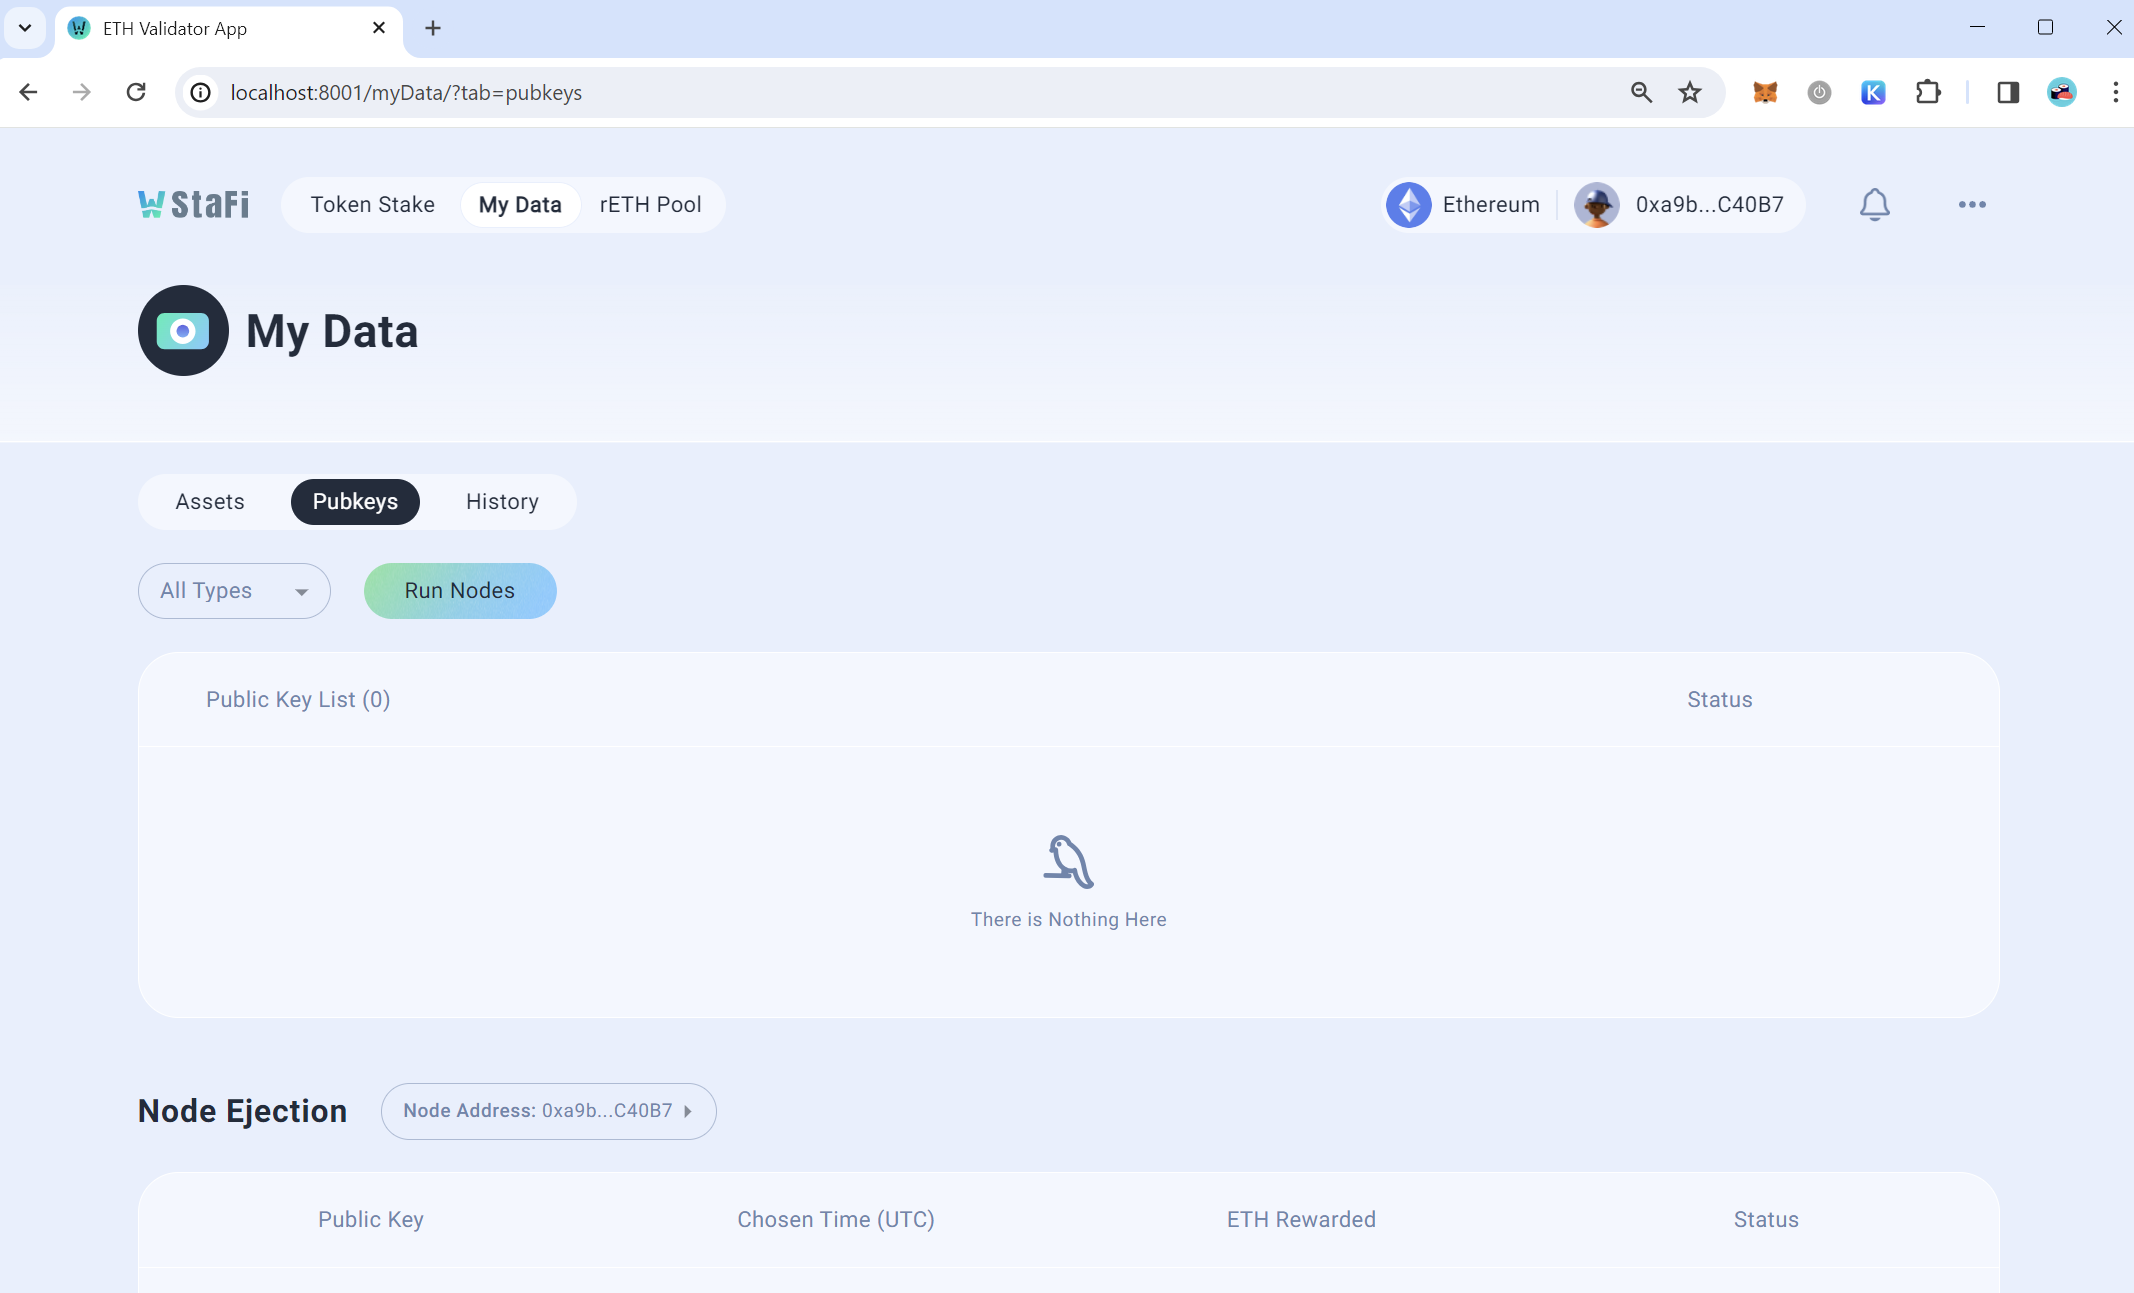 ETH Validator App
localhost:8001/myData/?tab=pubkeys
K
StaFi
Token Stake
My Data
rETH Pool
Ethereum
0xa9b...C40B7
My Data
Assets
Pubkeys
History
All Types
Run Nodes
Public Key List (0)
Status
There is Nothing Here
Node Ejection
Node Address: 0xa9b...C40B7
Public Key
Chosen Time (UTC)
ETH Rewarded
Status